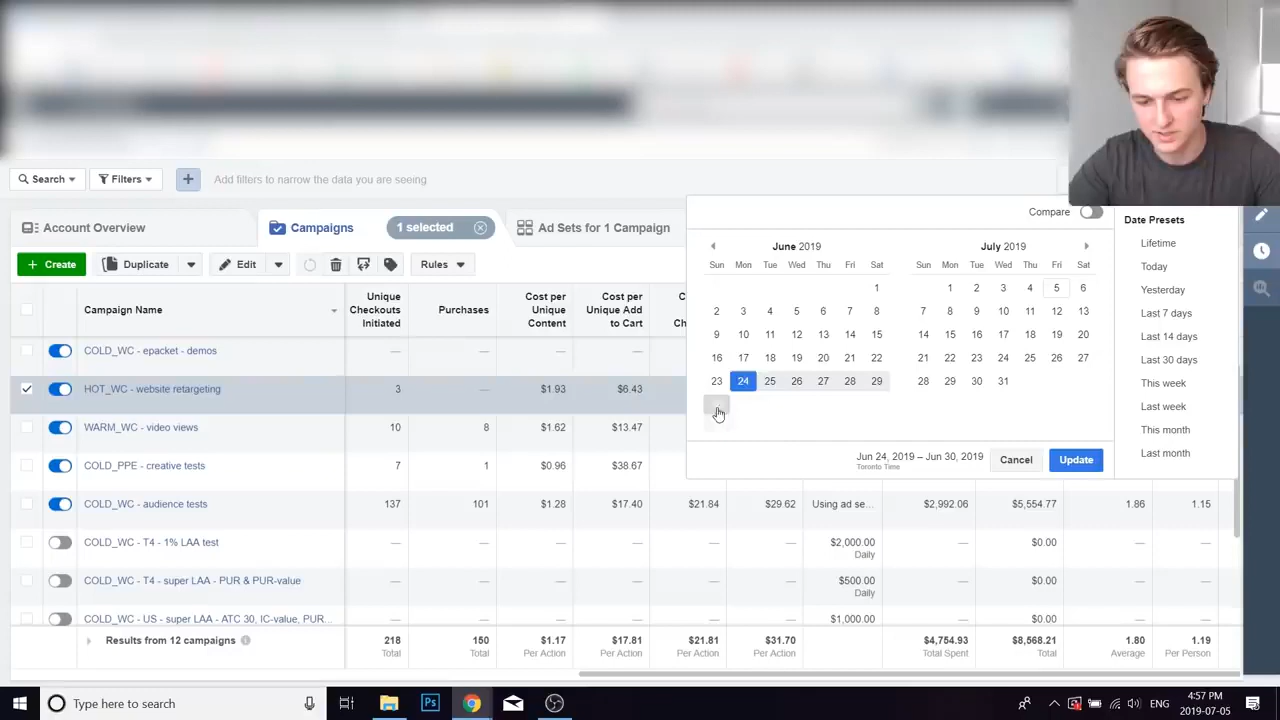 Search
Filters
+
Add filters to narrow the data you are seeing
Account Overview
Campaigns
1 selected
Ad Sets for 1 Campaign
+ Create
Duplicate
Edit
Rules
Compare
June 2019
Sun Mon Tue Wed Thu Fri Sat
1
2 3 4 5 6 7 8
9 10 11 12 13 14 15
16 17 18 19 20 21 22
23 24 25 26 27 28 29
July 2019
Sun Mon Tue Wed Thu Fri Sat
1 2 3 4 5 6
7 8 9 10 11 12 13
14 15 16 17 18 19 20
21 22 23 24 25 26 27
28 29 30 31
Jun 24, 2019 – Jun 30, 2019
Toronto Time
Cancel
Update
Date Presets
Lifetime
Today
Yesterday
Last 7 days
Last 14 days
Last 30 days
This week
Last week
This month
Last month
Campaign Name
Unique
Checkouts
Initiated
Purchases
Cost per
Unique
Content
Cost per
Unique Add
to Cart
COLD_WC - epacket - demos — — — —
HOT_WC - website retargeting 3 — $1.93 $6.43
WARM_WC - video views 10 8 $1.62 $13.47
COLD_PPE - creative tests 7 1 $0.96 $38.67
COLD_WC - audience tests 137 101 $1.28 $17.40 $21.84 $29.62 Using ad se... $2,992.06 $5,554.77 1.86 1.15
COLD_WC - T4 - 1% LAA test — — — — — — $2,000.00 — $0.00 — —
Daily
COLD_WC - T4 - super LAA - PUR & PUR-value — — — — — — $500.00 — $0.00 — —
Daily
COLD_WC - US - super LAA - ATC 30, IC-value, PUR... — — — — — — $1,000.00 — $0.00 — —
Results from 12 campaigns 218 150 $1.17 $17.81 $21.81 $31.70 $4,754.93 $8,568.21 1.80 1.19
Total Total Per Action Per Action Per Action Per Action Total Spent Total Average Per Person
Type here to search
Ps
ENG
4:57 PM
2019-07-05